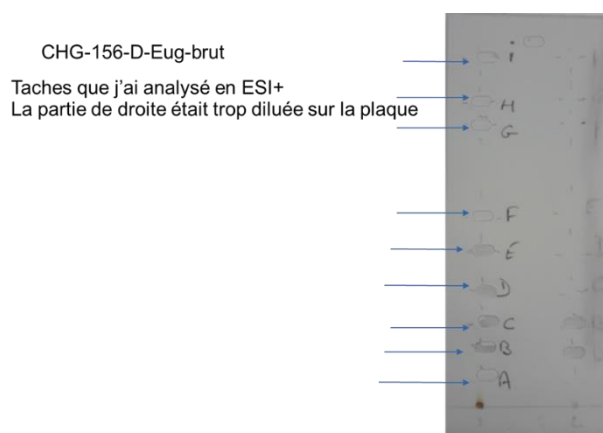 CHG-156-D-Eug-brut
Taches que j'ai analysé en ESI+
La partie de droite était trop diluée sur la plaque
i
H
G
F
E
D
C
B
A